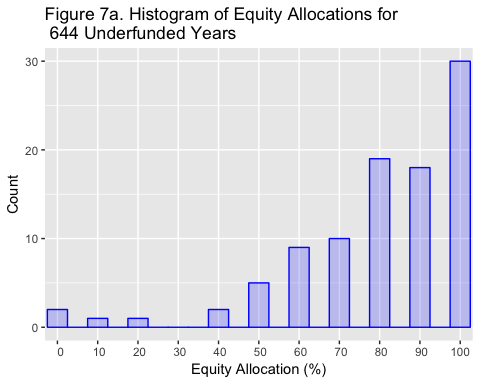 Figure 7a. Histogram of Equity Allocations for
644 Underfunded Years
30
20
10
0
Count
0 10 20 30 40 50 60 70 80 90 100
Equity Allocation (%)